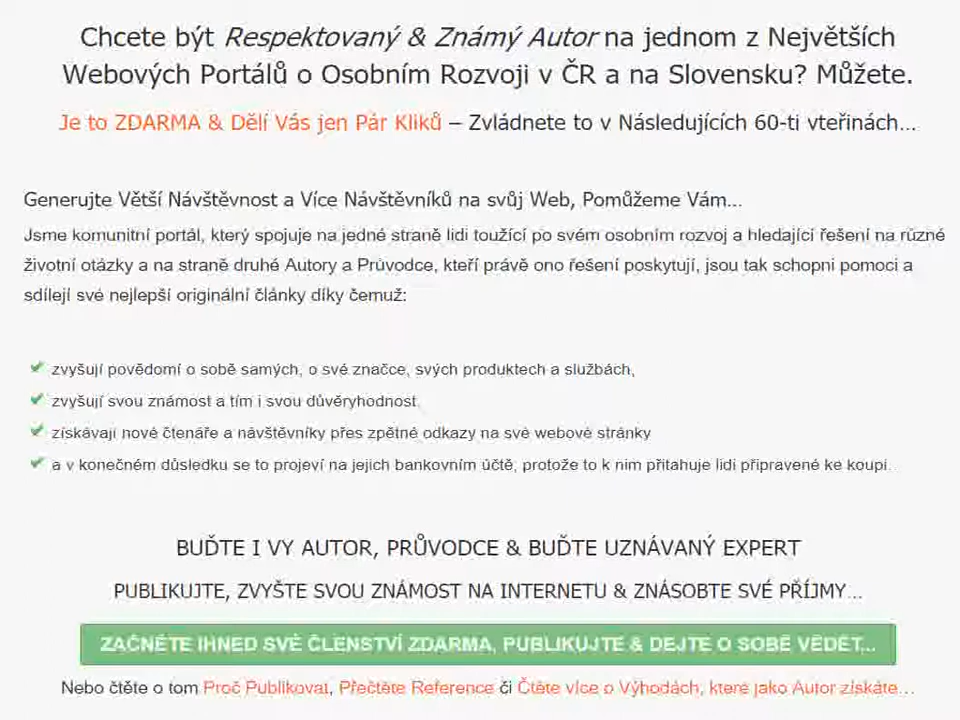 Chcete být Respektovaný & Známý Autor na jednom z Největších
Webových Portálů o Osobním Rozvoji v ČR a na Slovensku? Můžete.
Je to ZDARMA & Dělí Vás jen Pár Kliků – Zvládnete to v Následujících 60-ti vteřinách...
Generujte Větší Návštěvnost a Více Návštěvníků na svůj Web, Pomůžeme Vám...
Jsme komunitní portál, který spojuje na jedné straně lidi toužící po svém osobním rozvoj a hledající řešení na různé
životní otázky a na straně druhé Autory a Průvodce, kteří právě ono řešení poskytují, jsou tak schopni pomoci a
sdílejí své nejlepší originální články díky čemuž:
zvyšují povědomí o sobě samých, o své značce, svých produktech a službách,
zvyšují svou známost a tím i svou důvěryhodnost.
získávají nové čtenáře a návštěvníky přes zpětné odkazy na své webové stránky
a v konečném důsledku se to projeví na jejich bankovním účtě, protože to k nim přitahuje lidi připravené ke koupi.
BUĎTE I VY AUTOR, PRŮVODCE & BUĎTE UZNÁVANÝ EXPERT
PUBLIKUJTE, ZVYŠTE SVOU ZNÁMOST NA INTERNETU & ZNÁSOBTE SVÉ PŘÍJMY...
ZAČNĚTE IHNED SVÉ ČLENSTVÍ ZDARMA, PUBLIKUJTE & DEJTE O SOBĚ VĚDĚT...
Nebo čtěte o tom Proč Publikovat, Přečtěte Reference či Čtěte více o Výhodách, které jako Autor získáte...